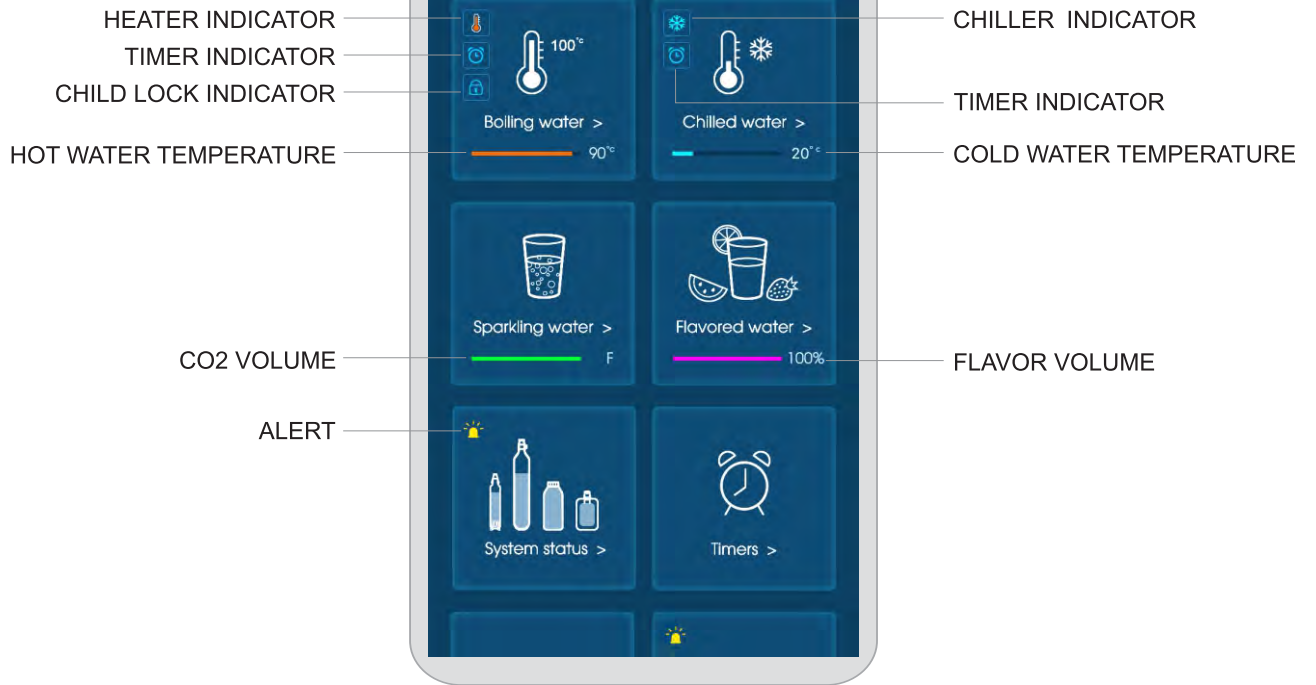 HEATER INDICATOR
TIMER INDICATOR
CHILD LOCK INDICATOR
HOT WATER TEMPERATURE
100°c
Boiling water >
90°c
Chilled water >
20°c
CHILLER INDICATOR
TIMER INDICATOR
COLD WATER TEMPERATURE
Sparkling water >
F
Flavored water >
100%
CO2 VOLUME
FLAVOR VOLUME
ALERT
System status >
Timers >